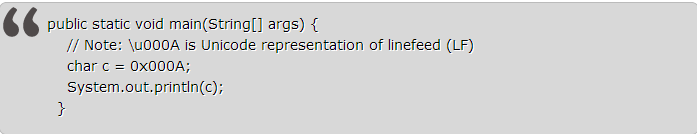 public static void main(String[] args) {
// Note: \u000A is Unicode representation of linefeed (LF)
char c = 0x000A;
System.out.println(c);
}